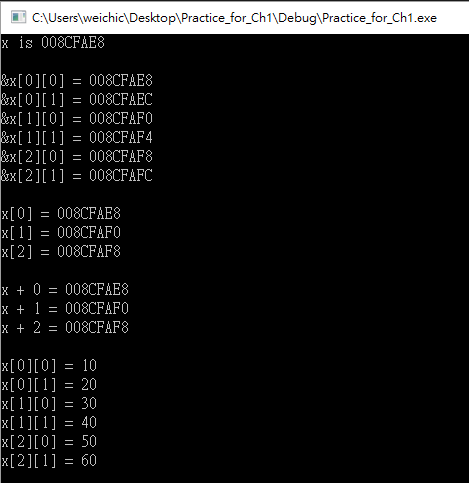 C:\Users\weichic\Desktop\Practice_for_Ch1\Debug\Practice_for_Ch1.exe
x is 008CFAE8
&x[0][0] = 008CFAE8
&x[0][1] = 008CFAEC
&x[1][0] = 008CFAF0
&x[1][1] = 008CFAF4
&x[2][0] = 008CFAF8
&x[2][1] = 008CFAFC
x[0] = 008CFAE8
x[1] = 008CFAF0
x[2] = 008CFAF8
x + 0 = 008CFAE8
x + 1 = 008CFAF0
x + 2 = 008CFAF8
x[0][0] = 10
x[0][1] = 20
x[1][0] = 30
x[1][1] = 40
x[2][0] = 50
x[2][1] = 60